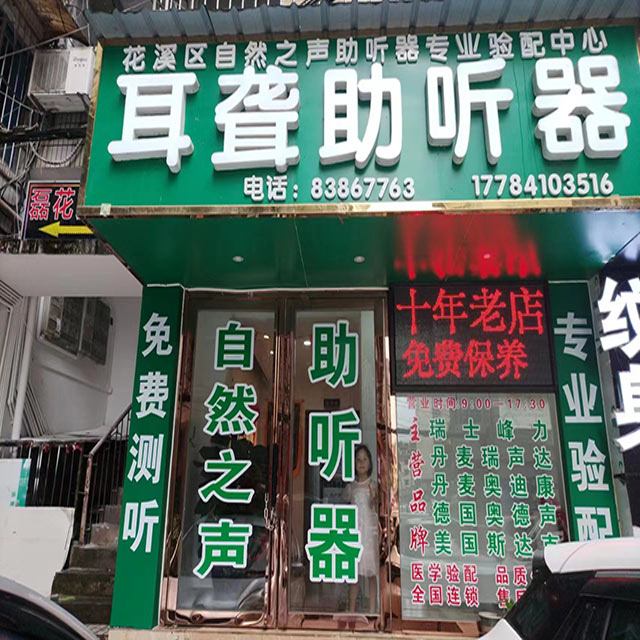 花溪区自然之声助听器专业验配中心
耳聋助听器
电话：83867763 17784103516
磊花
免费测听
自然之声
助听器
十年老店
免费保养
营业时间:9:00-17:30
主营品牌
瑞士峰力
丹麦瑞声达
丹麦奥迪康
德国奥德声
美国斯达
医学验配 品质
全国连锁 售
专业验配
纹身